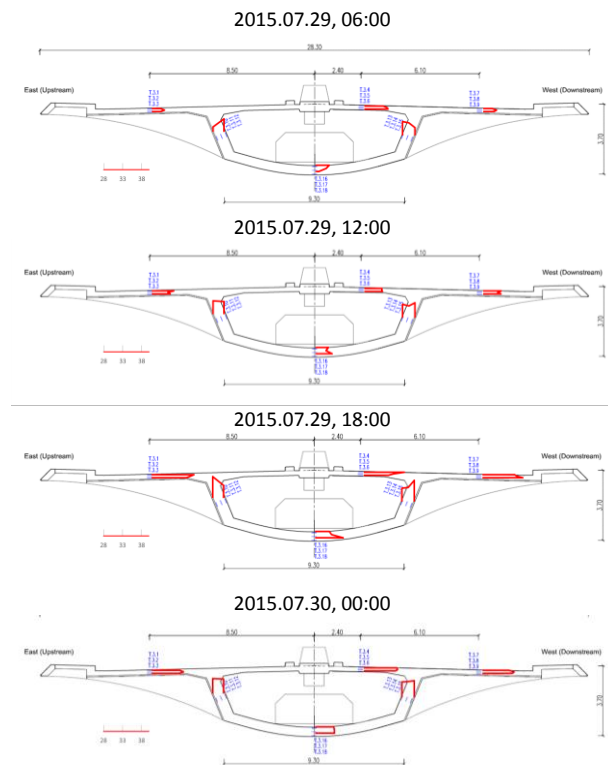 2015.07.29, 06:00
28.30
8.50 2.40 6.10
East (Upstream) West (Downstream)
T.3.1 T.3.4 T.3.7
T.3.2 T.3.5 T.3.8
T.3.3 T.3.6 T.3.9
3.70
28 33 38
T.3.16
T.3.17
T.3.18
9.30
2015.07.29, 12:00
8.50 2.40 6.10
East (Upstream) West (Downstream)
T.3.1 T.3.4 T.3.7
T.3.2 T.3.5 T.3.8
T.3.3 T.3.6 T.3.9
3.70
28 33 38
T.3.16
T.3.17
T.3.18
9.30
2015.07.29, 18:00
8.50 2.40 6.10
East (Upstream) West (Downstream)
T.3.1 T.3.4 T.3.7
T.3.2 T.3.5 T.3.8
T.3.3 T.3.6 T.3.9
3.70
28 33 38
T.3.16
T.3.17
T.3.18
9.30
2015.07.30, 00:00
8.50 2.40 6.10
East (Upstream) West (Downstream)
T.3.1 T.3.4 T.3.7
T.3.2 T.3.5 T.3.8
T.3.3 T.3.6 T.3.9
3.70
28 33 38
T.3.16
T.3.17
T.3.18
9.30